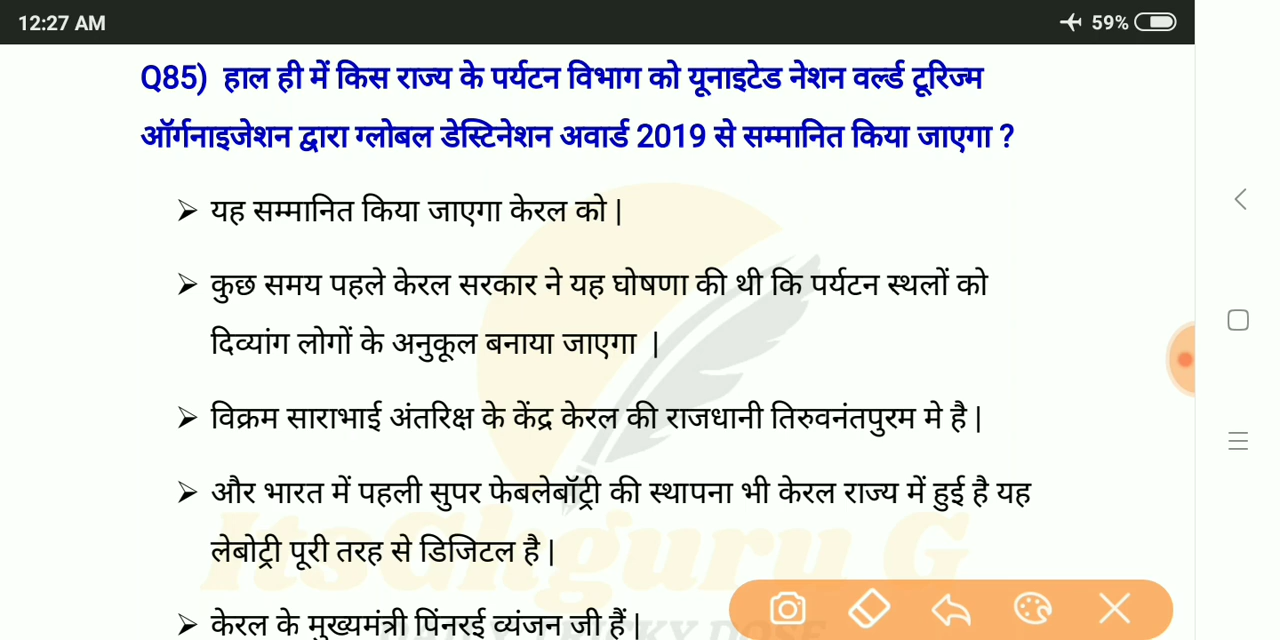 12:27 AM
59%
Q85) हाल ही में किस राज्य के पर्यटन विभाग को यूनाइटेड नेशन वर्ल्ड टूरिज्म
ऑर्गनाइजेशन द्वारा ग्लोबल डेस्टिनेशन अवार्ड 2019 से सम्मानित किया जाएगा ?
➢ यह सम्मानित किया जाएगा केरल को |
➢ कुछ समय पहले केरल सरकार ने यह घोषणा की थी कि पर्यटन स्थलों को
दिव्यांग लोगों के अनुकूल बनाया जाएगा |
➢ विक्रम साराभाई अंतरिक्ष के केंद्र केरल की राजधानी तिरुवनंतपुरम मे है |
➢ और भारत में पहली सुपर फेबलेबॉट्री की स्थापना भी केरल राज्य में हुई है यह
लेबोट्री पूरी तरह से डिजिटल है |
ItsGkguru G
➢ केरल के मुख्यमंत्री पिंनरई व्यंजन जी हैं |